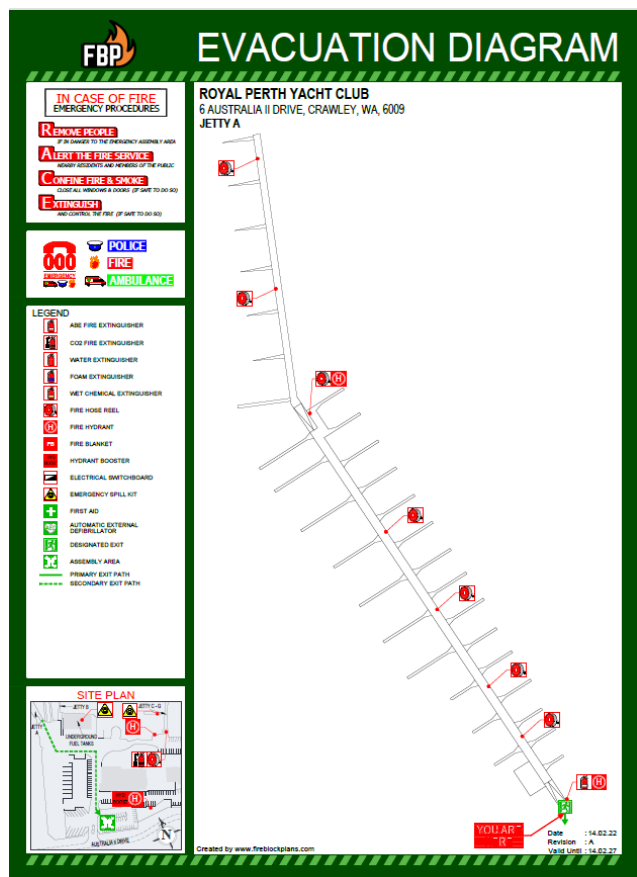 FBP
EVACUATION DIAGRAM
IN CASE OF FIRE
EMERGENCY PROCEDURES
REMOVE PEOPLE
IF IN DANGER TO THE EMERGENCY ASSEMBLY AREA
ALERT THE FIRE SERVICE
NEARBY RESIDENTS AND MEMBERS OF THE PUBLIC
CONFINE FIRE & SMOKE
CLOSE ALL WINDOWS & DOORS (IF SAFE TO DO SO)
EXTINGUISH
AND CONTROL THE FIRE (IF SAFE TO DO SO)
000
EMERGENCY
POLICE
FIRE
AMBULANCE
LEGEND
ABE FIRE EXTINGUISHER
CO2 FIRE EXTINGUISHER
WATER EXTINGUISHER
FOAM EXTINGUISHER
WET CHEMICAL EXTINGUISHER
FIRE HOSE REEL
H FIRE HYDRANT
FB FIRE BLANKET
HYDRANT BOOSTER
ELECTRICAL SWITCHBOARD
EMERGENCY SPILL KIT
FIRST AID
AUTOMATIC EXTERNAL
DEFIBRILLATOR
DESIGNATED EXIT
ASSEMBLY AREA
PRIMARY EXIT PATH
SECONDARY EXIT PATH
SITE PLAN
JETTY B
JETTY C-G
JETTY
A
UNDERGROUND
FUEL TANKS
H
H
AUSTRALIA II DRIVE
N
ROYAL PERTH YACHT CLUB
6 AUSTRALIA II DRIVE, CRAWLEY, WA, 6009
JETTY A
H
H
YOU AR
Date : 14.02.22
Revision : A
Valid Until : 14.02.27
Created by www.fireblockplans.com